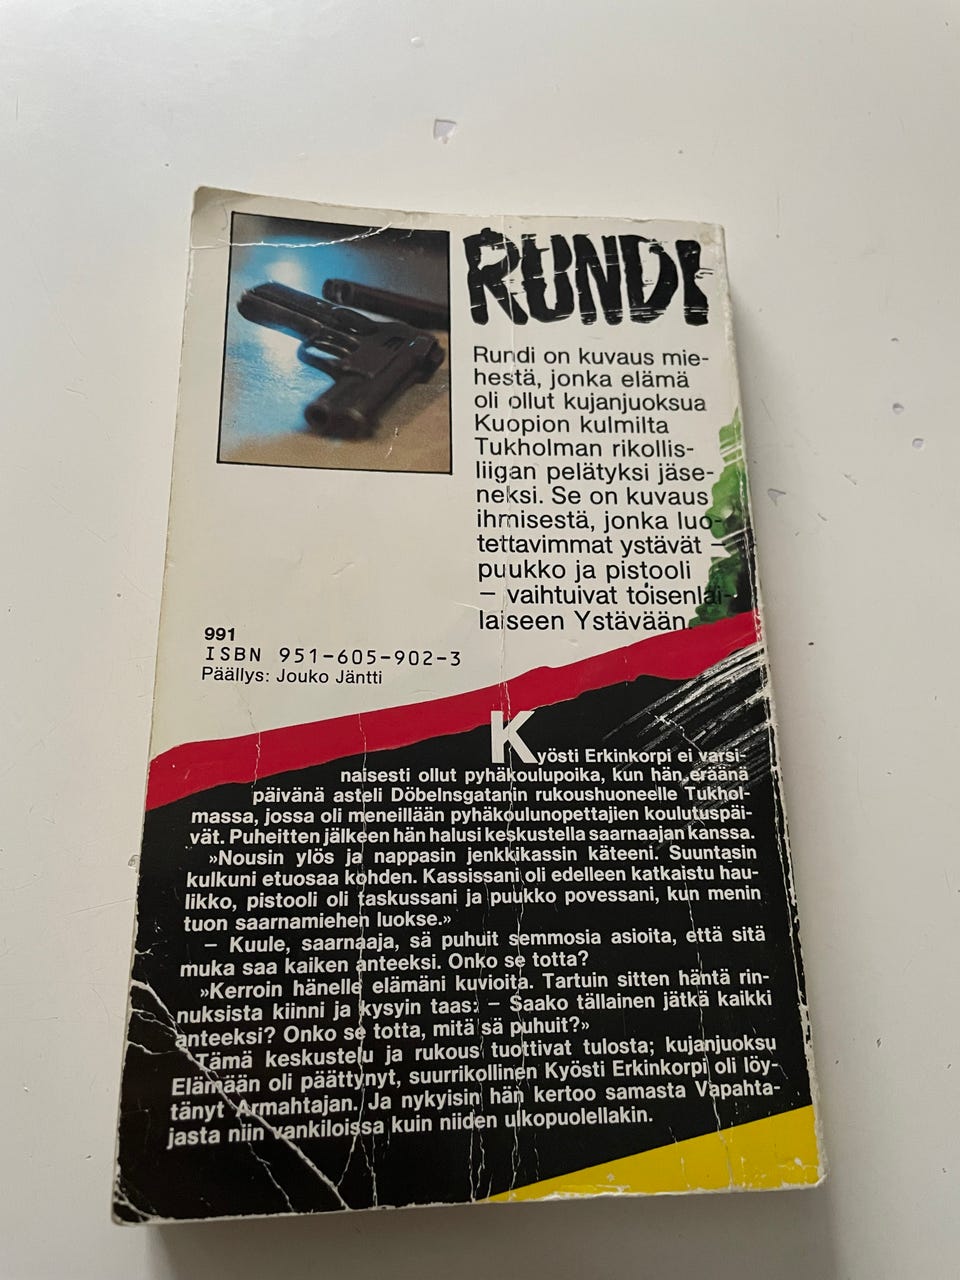 RUNDI
Rundi on kuvaus mie-
hestä, jonka elämä
oli ollut kujanjuoksua
Kuopion kulmilta
Tukholman rikollis-
liigan pelätyksi jäse-
neksi. Se on kuvaus
ihmisestä, jonka luo-
tettavimmat ystävät –
puukko ja pistooli
– vaihtuivat toisenlai-
laiseen Ystävään.
991
ISBN 951-605-902-3
Päällys: Jouko Jäntti
Kyösti Erkinkorpi ei varsi-
naisesti ollut pyhäkoulupoika, kun hän eräänä
päivänä asteli Döbelnsgatanin rukoushuoneelle Tukhol-
massa, jossa oli meneillään pyhäkoulunopettajien koulutuspäi-
vät. Puheitten jälkeen hän halusi keskustella saarnaajan kanssa.
»Nousin ylös ja nappasin jenkkikassin käteeni. Suuntasin
kulkuni etuosaa kohden. Kassissani oli edelleen katkaistu hau-
likko, pistooli oli taskussani ja puukko povessani, kun menin
tuon saarnamiehen luokse.»
– Kuule, saarnaaja, sä puhuit semmosia asioita, että sitä
muka saa kaiken anteeksi. Onko se totta?
»Kerroin hänelle elämäni kuvioita. Tartuin sitten häntä rin-
nuksista kiinni ja kysyin taas: – Saako tällainen jätkä kaikki
anteeksi? Onko se totta, mitä sä puhuit?»
Tämä keskustelu ja rukous tuottivat tulosta; kujanjuoksu
Elämään oli päättynyt, suurrikollinen Kyösti Erkinkorpi oli löy-
tänyt Armahtajan. Ja nykyisin hän kertoo samasta Vapahta-
jasta niin vankiloissa kuin niiden ulkopuolellakin.